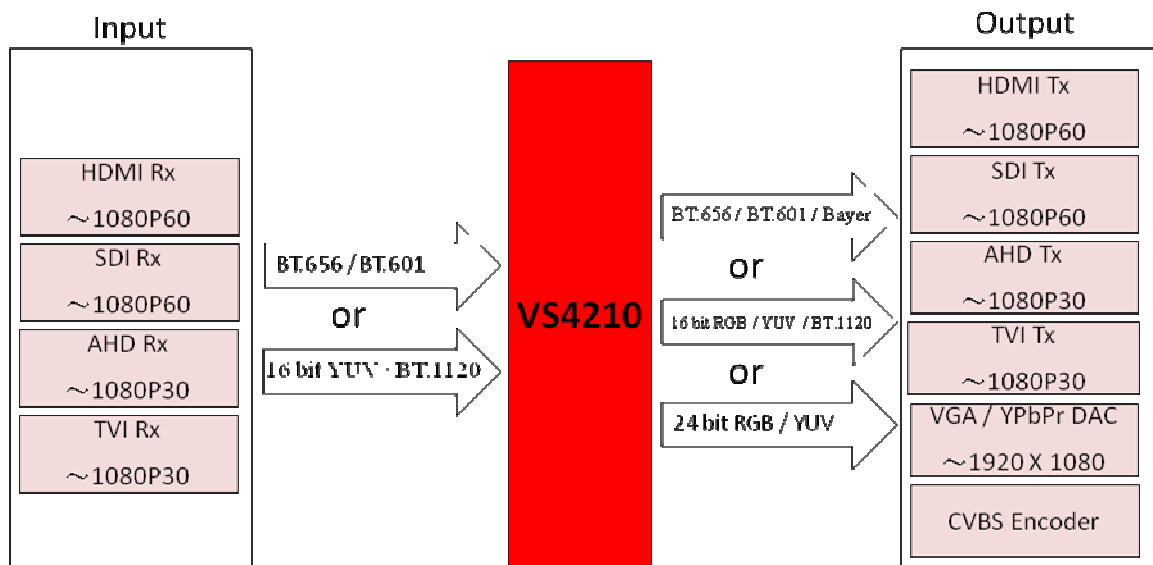 Input
HDMI Rx
～1080P60
SDI Rx
～1080P60
AHD Rx
～1080P30
TVI Rx
～1080P30
BT.656 / BT.601
or
16 bit YUV · BT.1120
VS4210
BT.656 / BT.601 / Bayer
or
16 bit RGB / YUV / BT.1120
or
24 bit RGB / YUV
Output
HDMI Tx
～1080P60
SDI Tx
～1080P60
AHD Tx
～1080P30
TVI Tx
～1080P30
VGA / YPbPr DAC
～1920 X 1080
CVBS Encoder